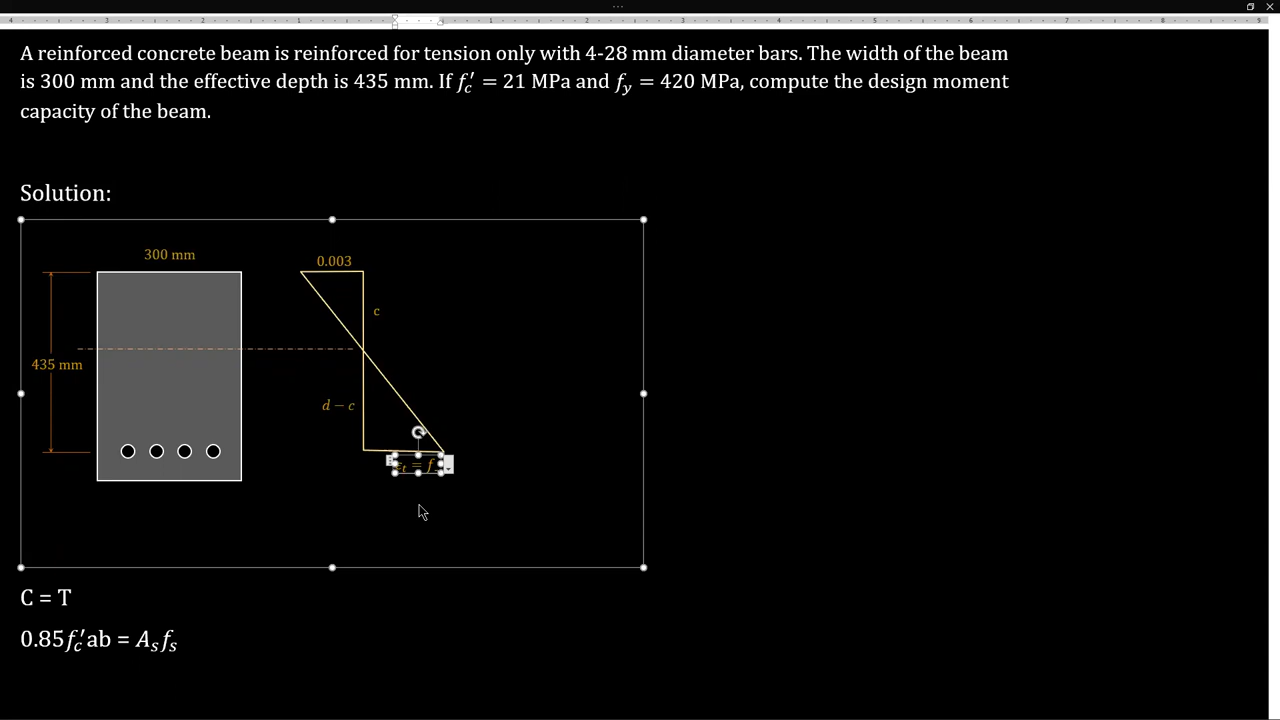 A reinforced concrete beam is reinforced for tension only with 4-28 mm diameter bars. The width of the beam
is 300 mm and the effective depth is 435 mm. If f′c = 21 MPa and fy = 420 MPa, compute the design moment
capacity of the beam.
Solution:
300 mm
0.003
c
435 mm
d − c
= f
C = T
0.85f′c ab = Asfs